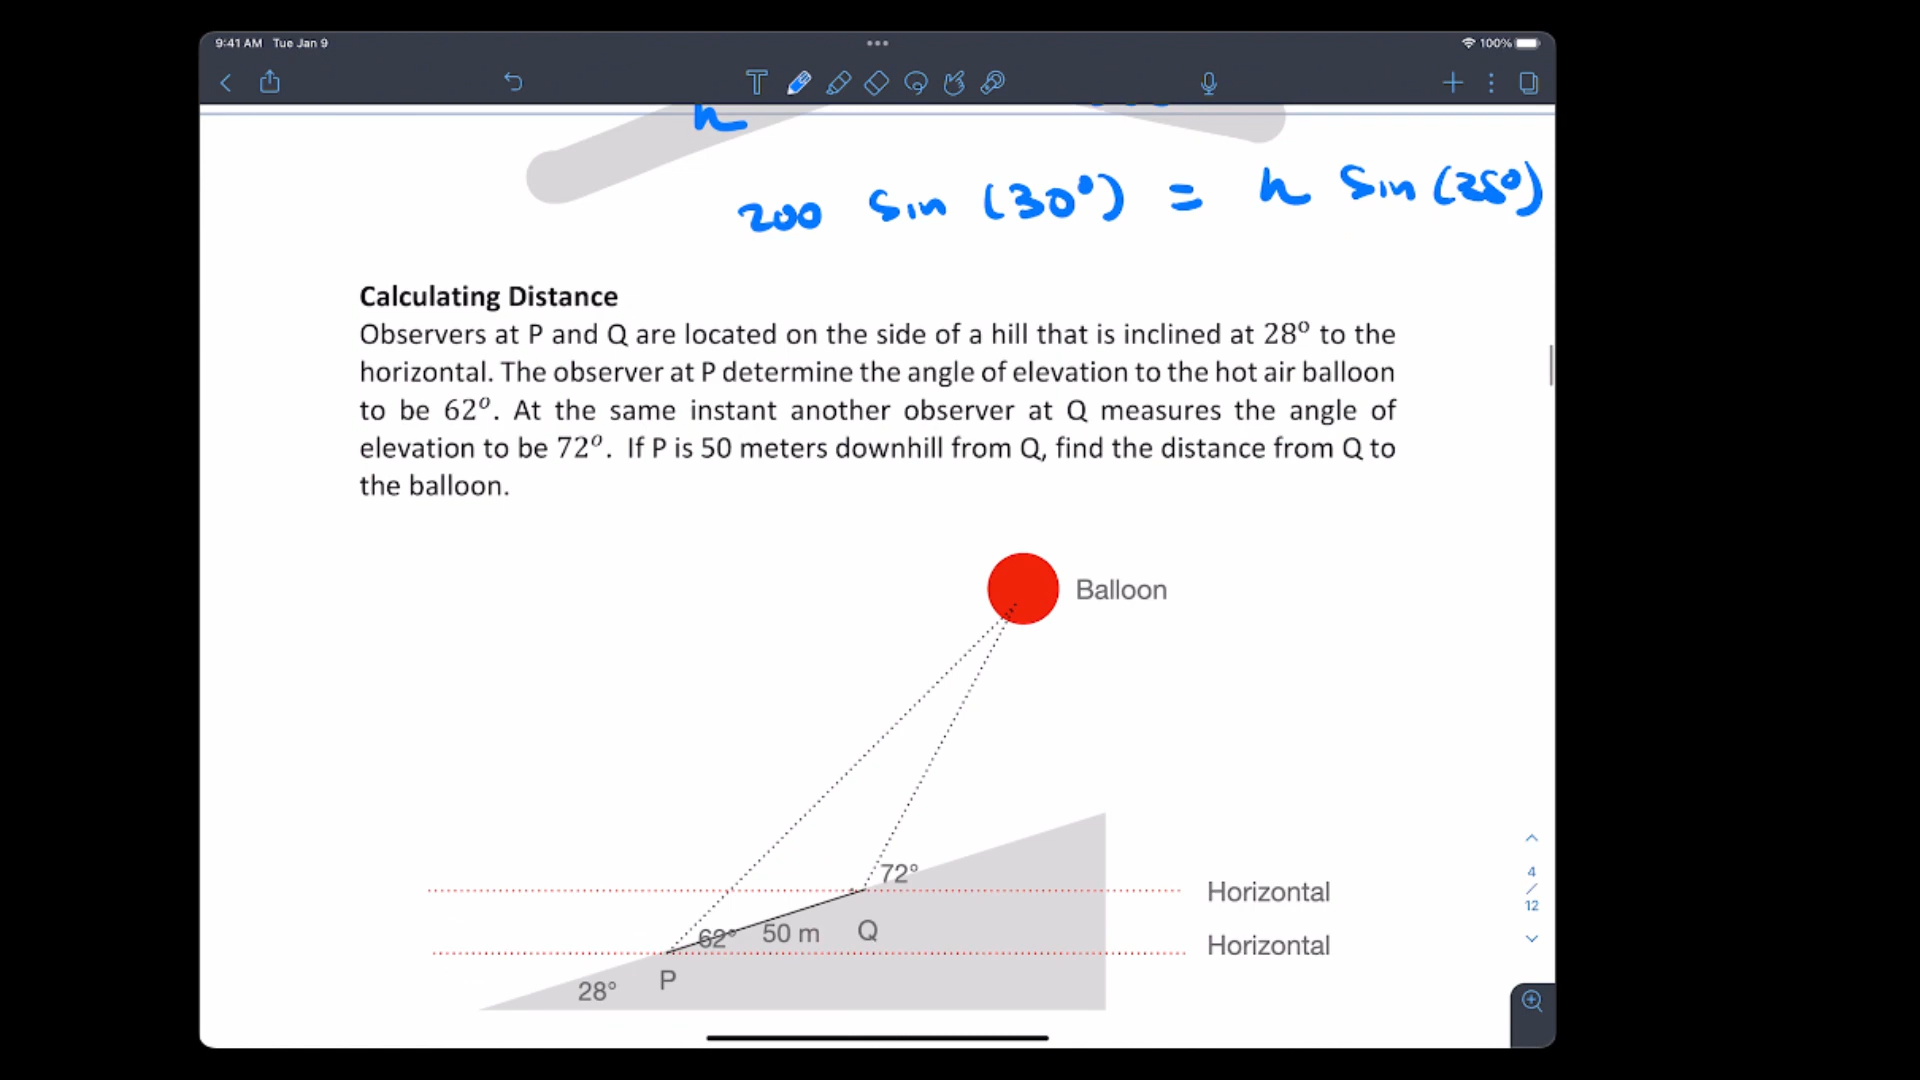 9:41 AM Tue Jan 9
100%
T
h
200 Sin (30°) = h Sin (25°)
Calculating Distance
Observers at P and Q are located on the side of a hill that is inclined at 28° to the
horizontal. The observer at P determine the angle of elevation to the hot air balloon
to be 62°. At the same instant another observer at Q measures the angle of
elevation to be 72°. If P is 50 meters downhill from Q, find the distance from Q to
the balloon.
Balloon
72°
Horizontal
62°
50 m
Q
Horizontal
P
28°
4
/
12